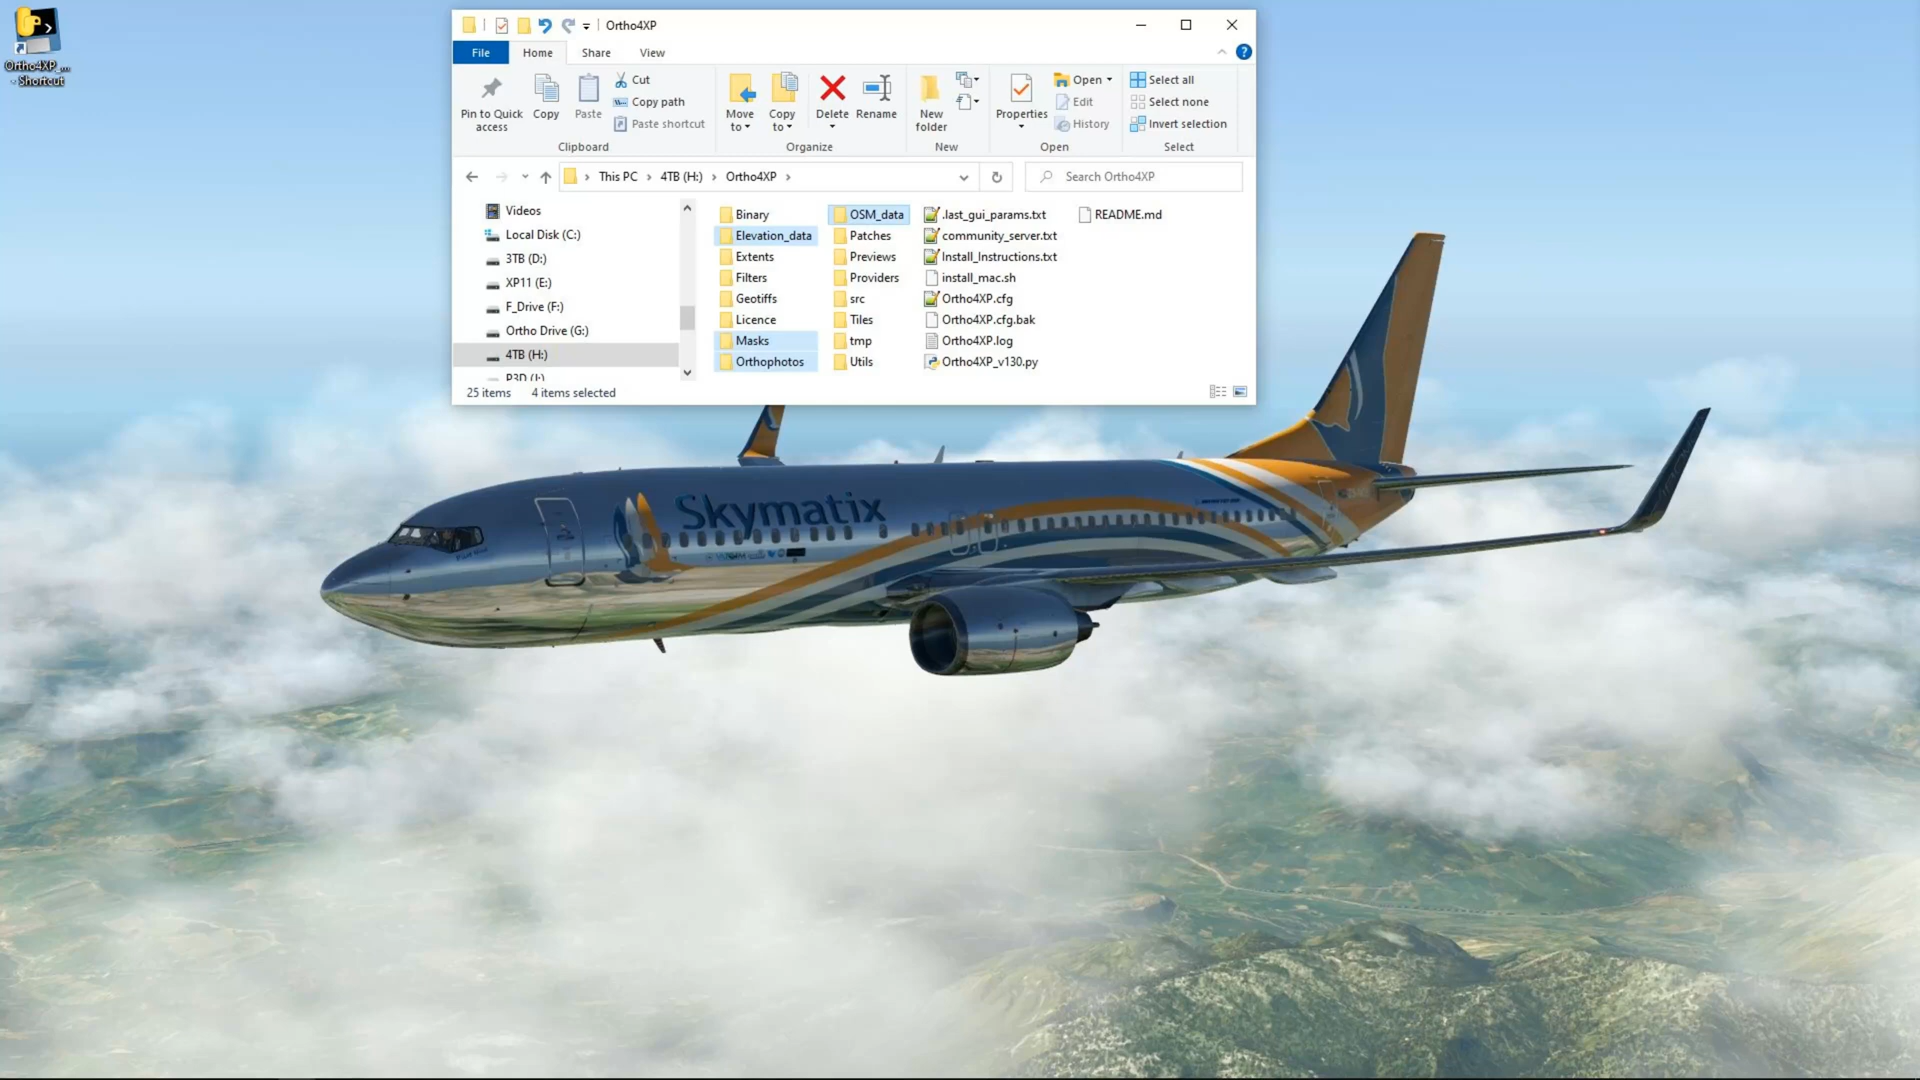 Ortho4XP_...
- Shortcut
Ortho4XP
File
Home
Share
View
Pin to Quick
access
Copy
Paste
Cut
Copy path
Paste shortcut
Clipboard
Move
to
Copy
to
Delete
Rename
Organize
New
folder
New
Properties
Open
Edit
History
Open
Select all
Select none
Invert selection
Select
This PC
4TB (H:)
Ortho4XP
Search Ortho4XP
Videos
Local Disk (C:)
3TB (D:)
XP11 (E:)
F_Drive (F:)
Ortho Drive (G:)
4TB (H:)
P3D (I:)
Binary
Elevation_data
Extents
Filters
Geotiffs
Licence
Masks
Orthophotos
OSM_data
Patches
Previews
Providers
src
Tiles
tmp
Utils
.last_gui_params.txt
community_server.txt
Install_Instructions.txt
install_mac.sh
Ortho4XP.cfg
Ortho4XP.cfg.bak
Ortho4XP.log
Ortho4XP_v130.py
README.md
25 items
4 items selected
Skymatix